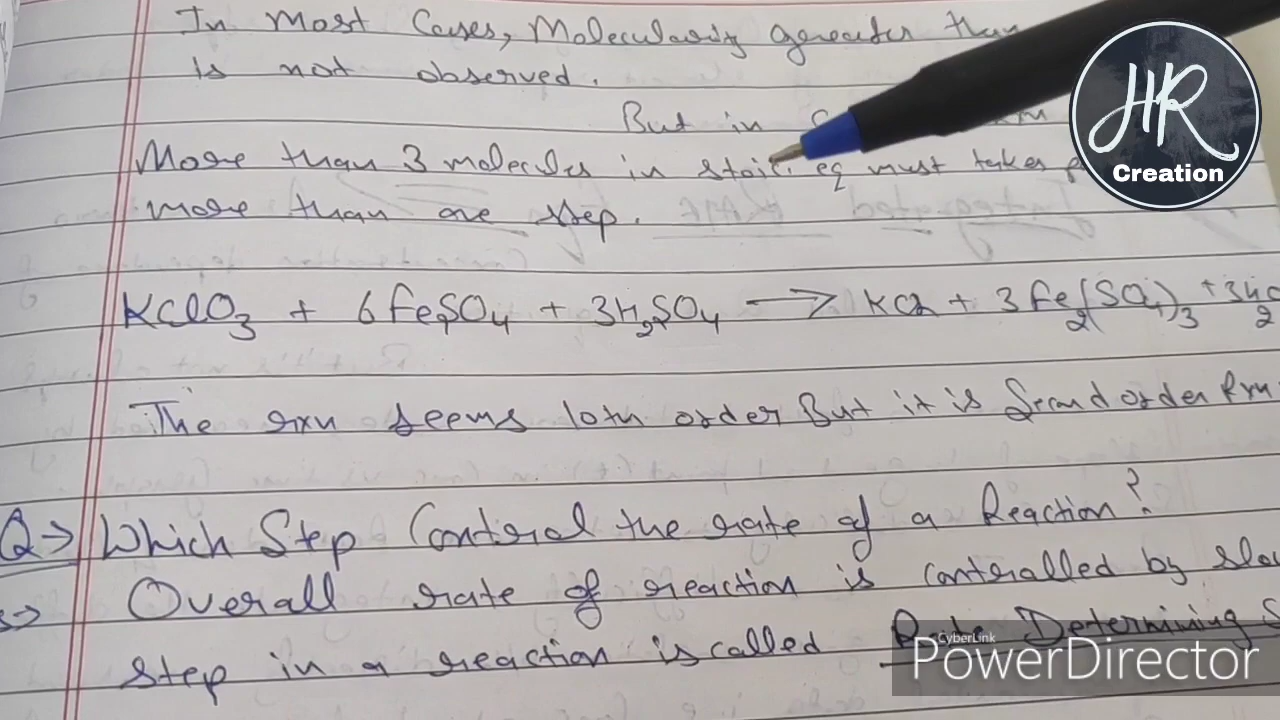 In Most Cases, Molecularity greater than
is not observed.
But in
More than 3 molecules in stoic. eq must takes
more than one step.
KClO3 + 6FeSO4 + 3H2SO4 → KCl + 3Fe2(SO4)3 + 3H2O
The rxn seems 10th order But it is Second order Rxn.
Q→ Which Step Control the rate of a Reaction?
Overall rate of reaction is controlled by
step in a reaction is called Rate Determining
HR
Creation
CyberLink
PowerDirector